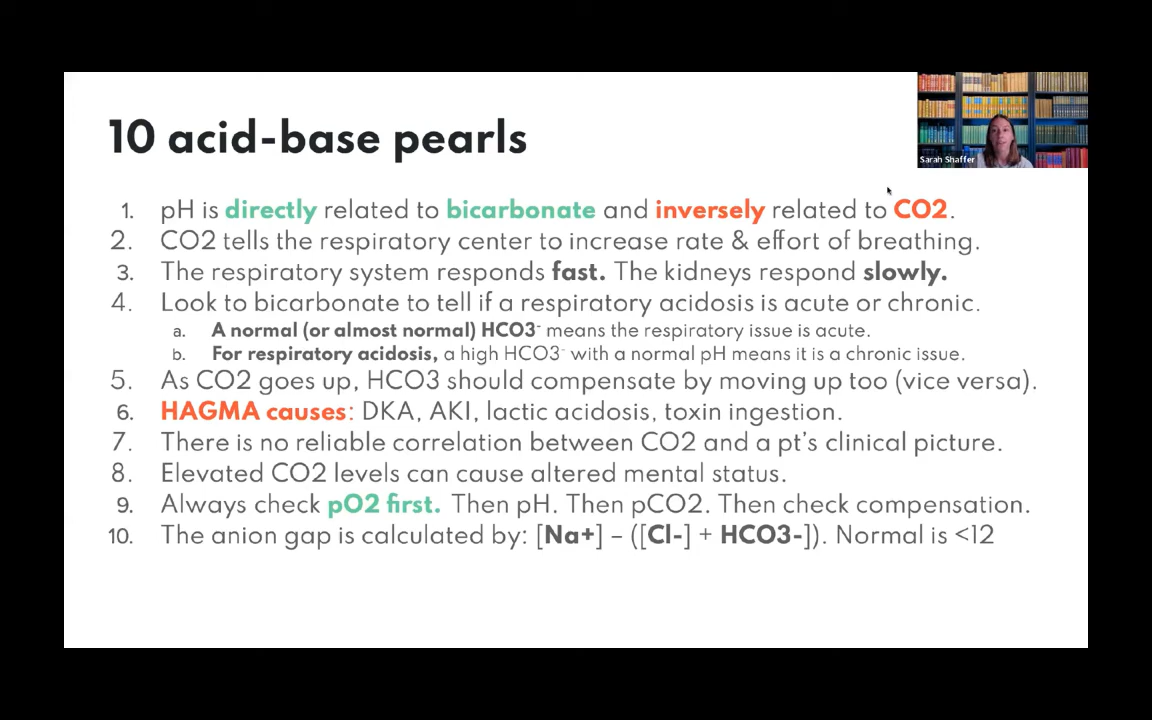 10 acid-base pearls
Sarah Shaffer
1. pH is directly related to bicarbonate and inversely related to CO2.
2. CO2 tells the respiratory center to increase rate & effort of breathing.
3. The respiratory system responds fast. The kidneys respond slowly.
4. Look to bicarbonate to tell if a respiratory acidosis is acute or chronic.
a. A normal (or almost normal) HCO3⁻ means the respiratory issue is acute.
b. For respiratory acidosis, a high HCO3⁻ with a normal pH means it is a chronic issue.
5. As CO2 goes up, HCO3 should compensate by moving up too (vice versa).
6. HAGMA causes: DKA, AKI, lactic acidosis, toxin ingestion.
7. There is no reliable correlation between CO2 and a pt's clinical picture.
8. Elevated CO2 levels can cause altered mental status.
9. Always check pO2 first. Then pH. Then pCO2. Then check compensation.
10. The anion gap is calculated by: [Na+] – ([Cl-] + HCO3-]). Normal is <12